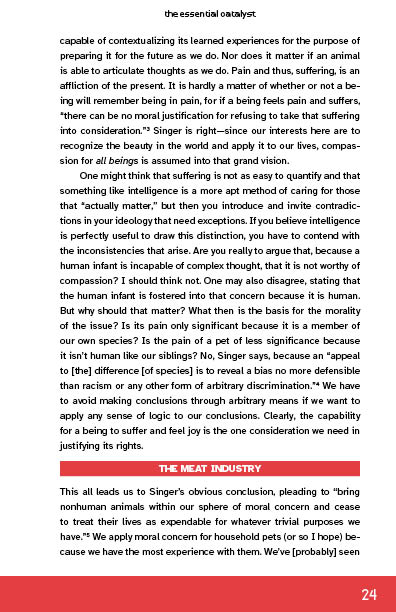 the essential catalyst
capable of contextualizing its learned experiences for the purpose of
preparing it for the future as we do. Nor does it matter if an animal
is able to articulate thoughts as we do. Pain and thus, suffering, is an
affliction of the present. It is hardly a matter of whether or not a be-
ing will remember being in pain, for if a being feels pain and suffers,
“there can be no moral justification for refusing to take that suffering
into consideration.”³ Singer is right—since our interests here are to
recognize the beauty in the world and apply it to our lives, compas-
sion for all beings is assumed into that grand vision.
One might think that suffering is not as easy to quantify and that
something like intelligence is a more apt method of caring for those
that “actually matter,” but then you introduce and invite contradic-
tions in your ideology that need exceptions. If you believe intelligence
is perfectly useful to draw this distinction, you have to contend with
the inconsistencies that arise. Are you really to argue that, because a
human infant is incapable of complex thought, that it is not worthy of
compassion? I should think not. One may also disagree, stating that
the human infant is fostered into that concern because it is human.
But why should that matter? What then is the basis for the morality
of the issue? Is its pain only significant because it is a member of
our own species? Is the pain of a pet of less significance because
it isn’t human like our siblings? No, Singer says, because an “appeal
to [the] difference [of species] is to reveal a bias no more defensible
than racism or any other form of arbitrary discrimination.”⁴ We have
to avoid making conclusions through arbitrary means if we want to
apply any sense of logic to our conclusions. Clearly, the capability
for a being to suffer and feel joy is the one consideration we need in
justifying its rights.
THE MEAT INDUSTRY
This all leads us to Singer’s obvious conclusion, pleading to “bring
nonhuman animals within our sphere of moral concern and cease
to treat their lives as expendable for whatever trivial purposes we
have.”⁵ We apply moral concern for household pets (or so I hope) be-
cause we have the most experience with them. We’ve [probably] seen
24